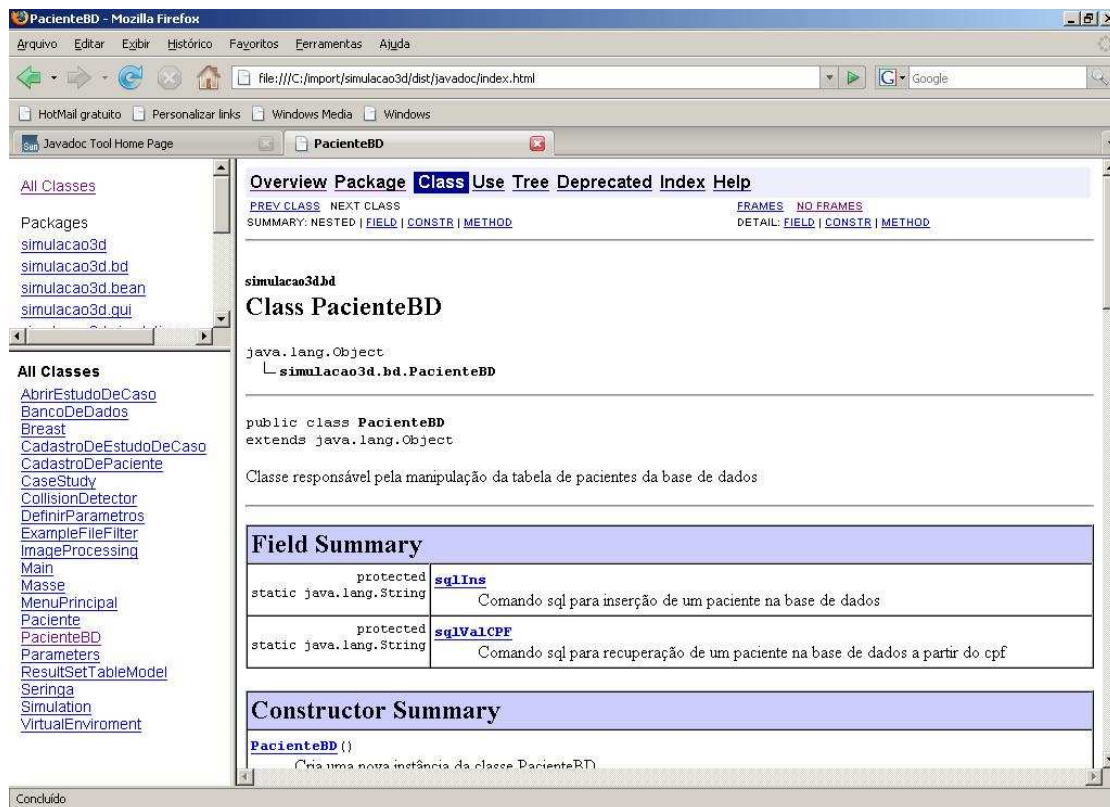 PacienteBD - Mozilla Firefox
Arquivo Editar Exibir Histórico Favoritos Ferramentas Ajuda
file:///C:/import/simulacao3d/dist/javadoc/index.html
G Google
HotMail gratuito Personalizar links Windows Media Windows
Sun Javadoc Tool Home Page PacienteBD
All Classes
Packages
simulacao3d
simulacao3d.bd
simulacao3d.bean
simulacao3d.gui
All Classes
AbrirEstudoDeCaso
BancoDeDados
Breast
CadastroDeEstudoDeCaso
CadastroDePaciente
CaseStudy
CollisionDetector
DefinirParametros
ExampleFileFilter
ImageProcessing
Main
Masse
MenuPrincipal
Paciente
PacienteBD
Parameters
ResultSetTableModel
Seringa
Simulation
VirtualEnviroment
Overview Package Class Use Tree Deprecated Index Help
PREV CLASS NEXT CLASS FRAMES NO FRAMES
SUMMARY: NESTED | FIELD | CONSTR | METHOD DETAIL: FIELD | CONSTR | METHOD
simulacao3d.bd
Class PacienteBD
java.lang.Object
simulacao3d.bd.PacienteBD
public class PacienteBD
extends java.lang.Object
Classe responsável pela manipulação da tabela de pacientes da base de dados
Field Summary
protected sqlIns
static java.lang.String Comando sql para inserção de um paciente na base de dados
protected sqlValCPF
static java.lang.String Comando sql para recuperação de um paciente na base de dados a partir do cpf
Constructor Summary
PacienteBD()
Cria uma nova instância da classe PacienteBD
Concluído